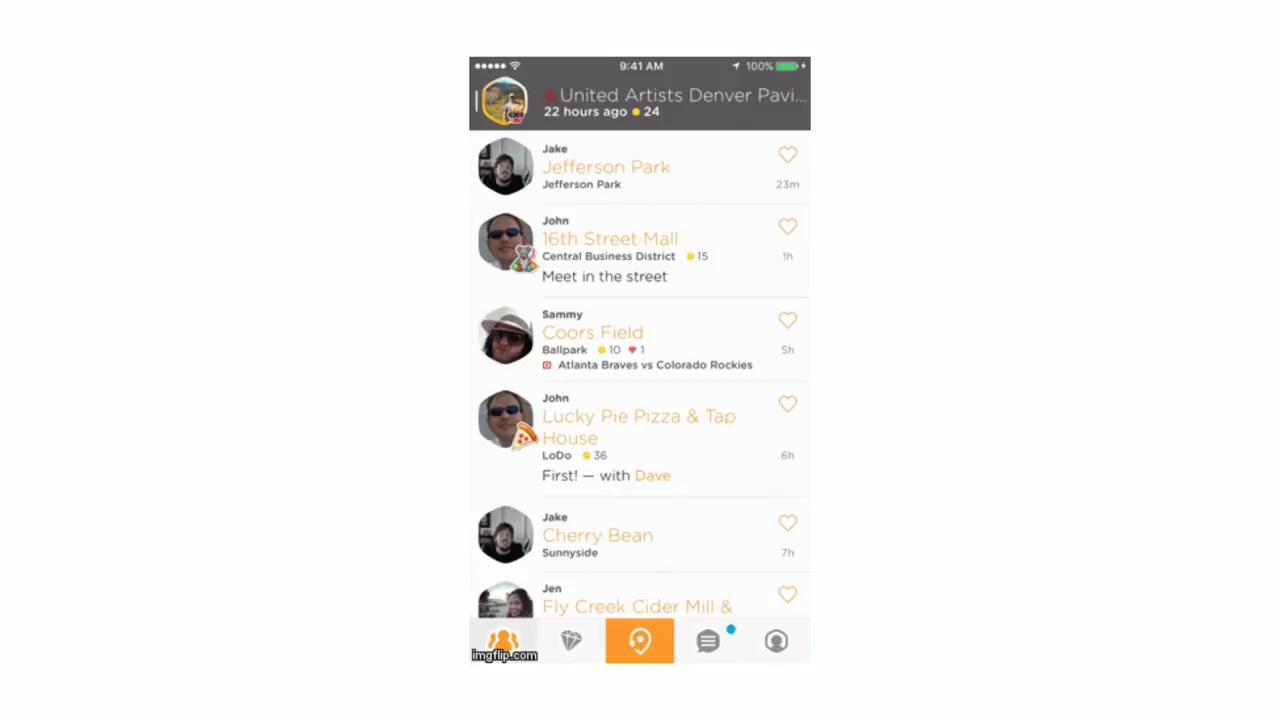 9:41 AM
100%
United Artists Denver Pavi...
22 hours ago 24
Jake
Jefferson Park
Jefferson Park
23m
John
16th Street Mall
Central Business District 15
1h
Meet in the street
Sammy
Coors Field
Ballpark 10 1
5h
Atlanta Braves vs Colorado Rockies
John
Lucky Pie Pizza & Tap
House
LoDo 36
6h
First! — with Dave
Jake
Cherry Bean
Sunnyside
7h
Jen
Fly Creek Cider Mill &
imgflip.com